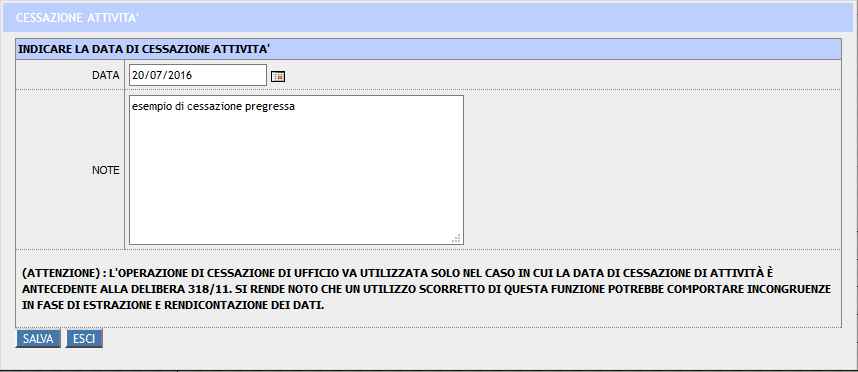 CESSAZIONE ATTIVITA'
INDICARE LA DATA DI CESSAZIONE ATTIVITA'
DATA 20/07/2016
esempio di cessazione pregressa
NOTE
(ATTENZIONE) : L'OPERAZIONE DI CESSAZIONE DI UFFICIO VA UTILIZZATA SOLO NEL CASO IN CUI LA DATA DI CESSAZIONE DI ATTIVITÀ È
ANTECEDENTE ALLA DELIBERA 318/11. SI RENDE NOTO CHE UN UTILIZZO SCORRETTO DI QUESTA FUNZIONE POTREBBE COMPORTARE INCONGRUENZE
IN FASE DI ESTRAZIONE E RENDICONTAZIONE DEI DATI.
SALVA ESCI